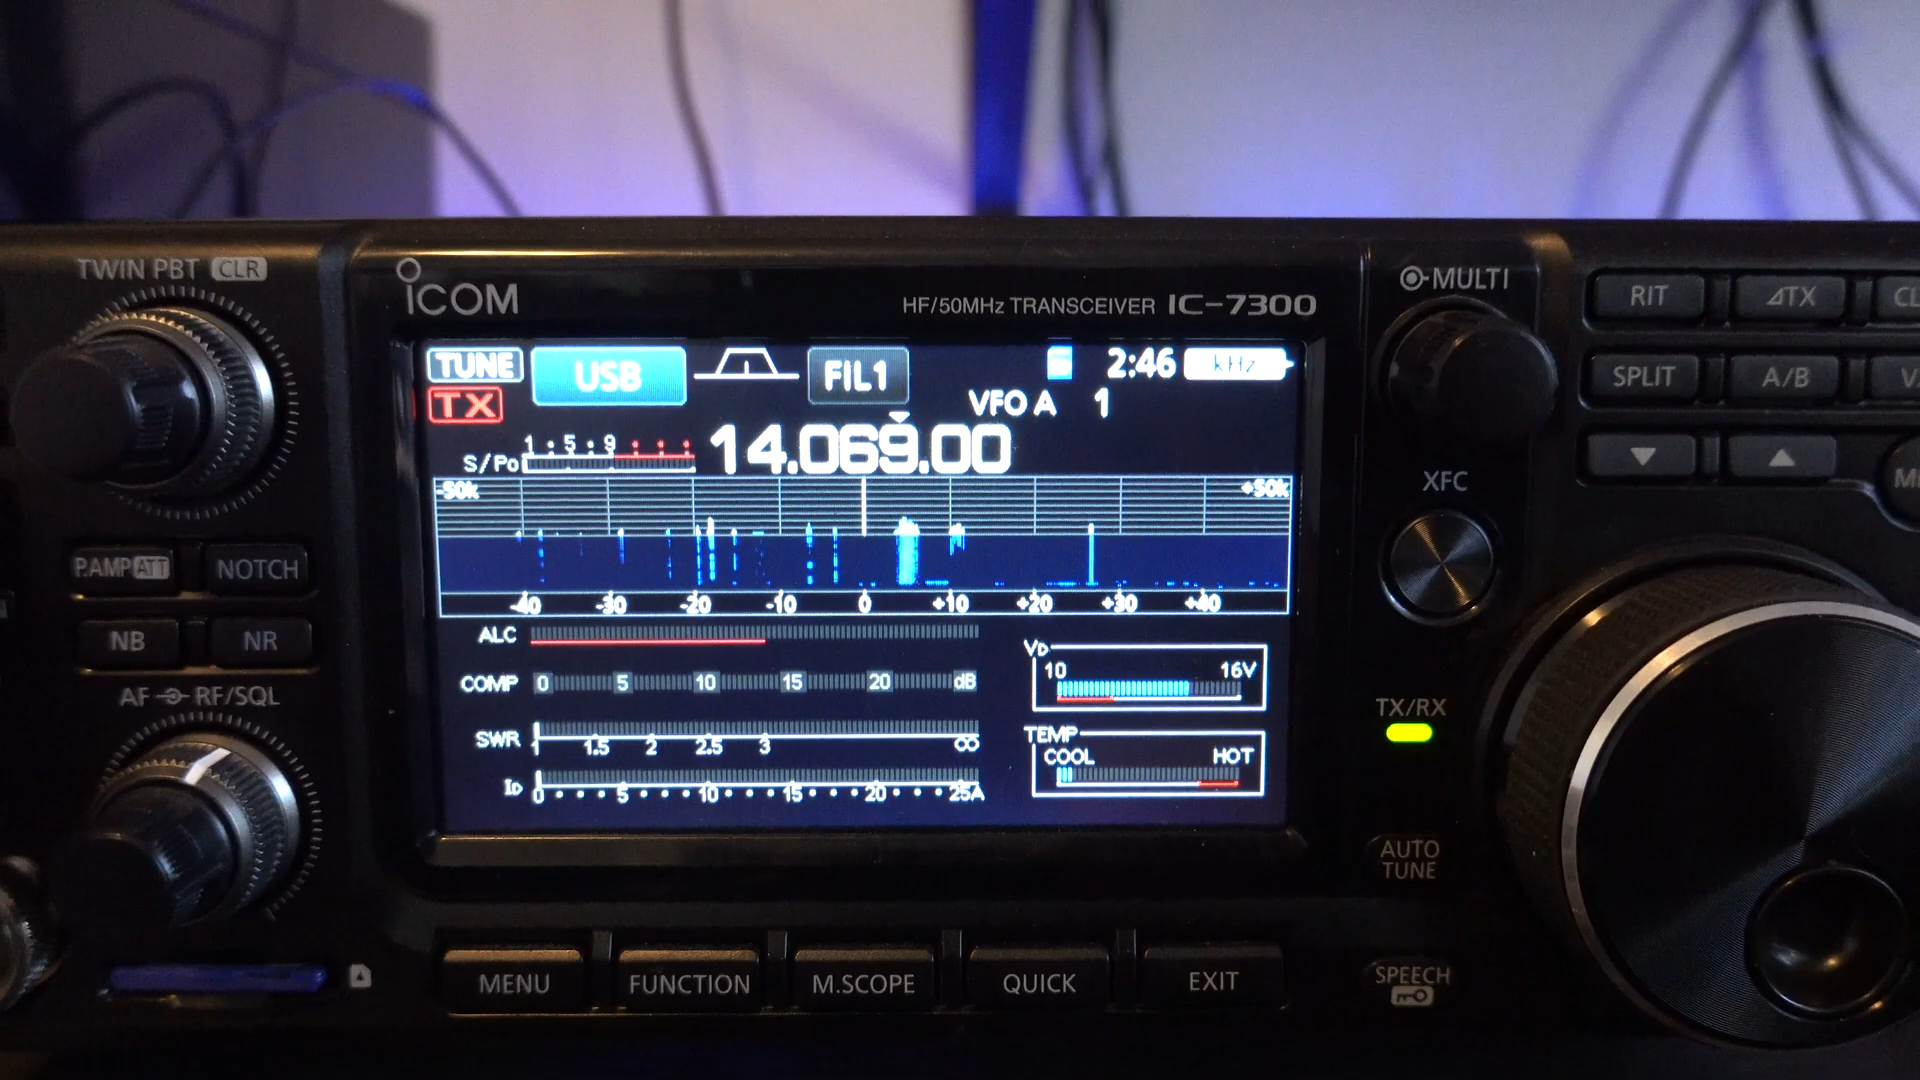 TWIN PBT CLR
ICOM
HF/50MHz TRANSCEIVER IC-7300
MULTI
RIT
⊿TX
TUNE
USB
FIL1
2:46
kHz
TX
VFO A 1
SPLIT
A/B
1 • 5 • 9
S/Po
14.069.00
-50k
+50k
XFC
P.AMP ATT
NOTCH
-40 -30 -20 -10 0 +10 +20 +30 +40
NB
NR
ALC
COMP 0 5 10 15 20 dB
SWR 1 1.5 2 2.5 3 ∞
ID 0 5 10 15 20 25A
VD
10 16V
TEMP
COOL HOT
AF RF/SQL
TX/RX
AUTO
TUNE
MENU
FUNCTION
M.SCOPE
QUICK
EXIT
SPEECH